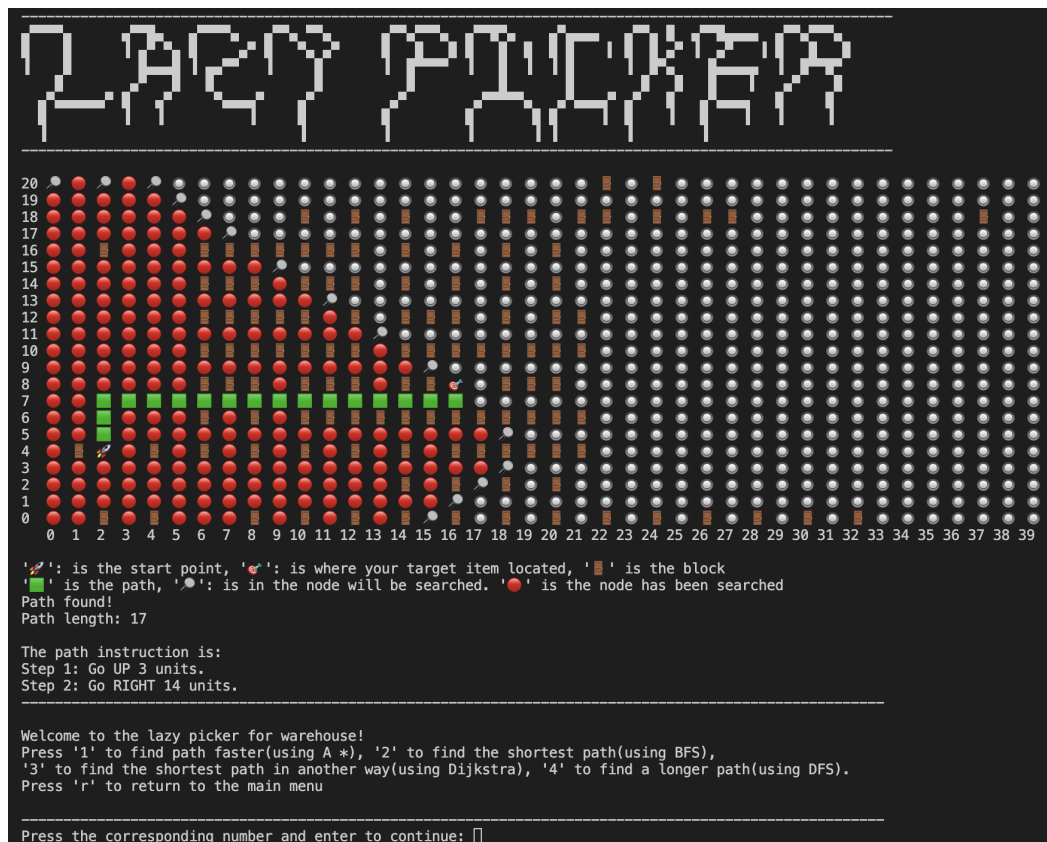 LAZY PICKER
20
19
18
17
16
15
14
13
12
11
10
9
8
7
6
5
4
3
2
1
0
0 1 2 3 4 5 6 7 8 9 10 11 12 13 14 15 16 17 18 19 20 21 22 23 24 25 26 27 28 29 30 31 32 33 34 35 36 37 38 39
'🚀': is the start point, '🎯': is where your target item located, '🚪' is the block
'🟩' is the path, '🔍': is in the node will be searched. '🔴' is the node has been searched
Path found!
Path length: 17
The path instruction is:
Step 1: Go UP 3 units.
Step 2: Go RIGHT 14 units.
Welcome to the lazy picker for warehouse!
Press '1' to find path faster(using A *), '2' to find the shortest path(using BFS),
'3' to find the shortest path in another way(using Dijkstra), '4' to find a longer path(using DFS).
Press 'r' to return to the main menu
Press the corresponding number and enter to continue: